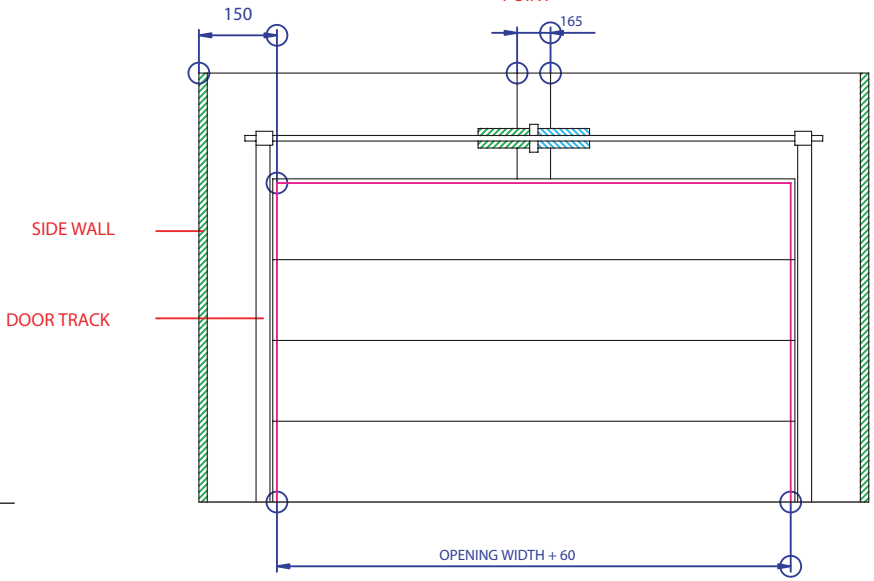 150
165
SIDE WALL
DOOR TRACK
OPENING WIDTH + 60